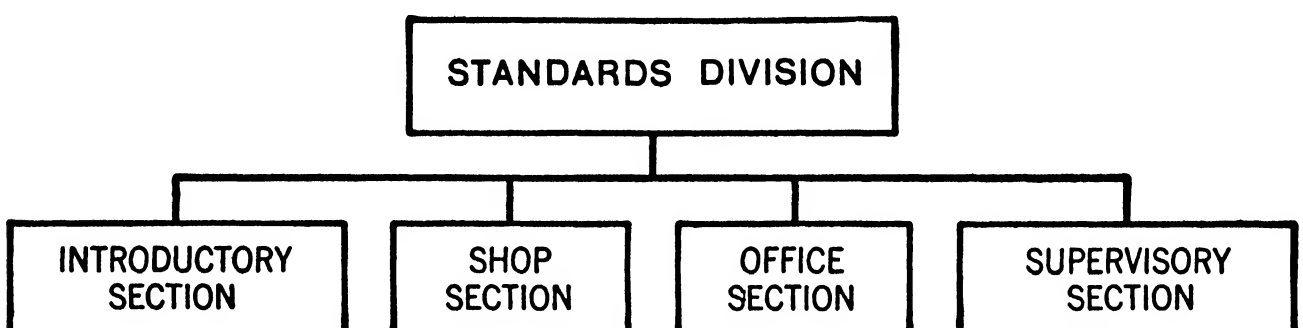 STANDARDS DIVISION
INTRODUCTORY
SECTION
SHOP
SECTION
OFFICE
SECTION
SUPERVISORY
SECTION